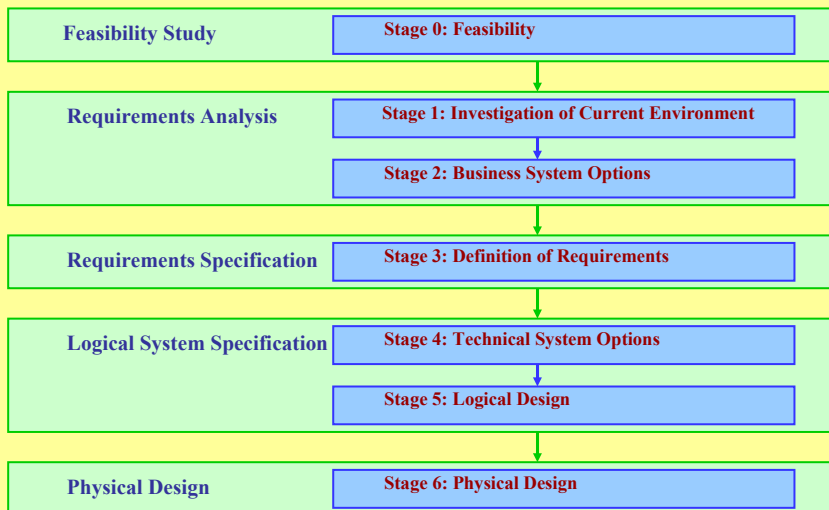 Feasibility Study
Stage 0: Feasibility
Requirements Analysis
Stage 1: Investigation of Current Environment
Stage 2: Business System Options
Requirements Specification
Stage 3: Definition of Requirements
Logical System Specification
Stage 4: Technical System Options
Stage 5: Logical Design
Physical Design
Stage 6: Physical Design